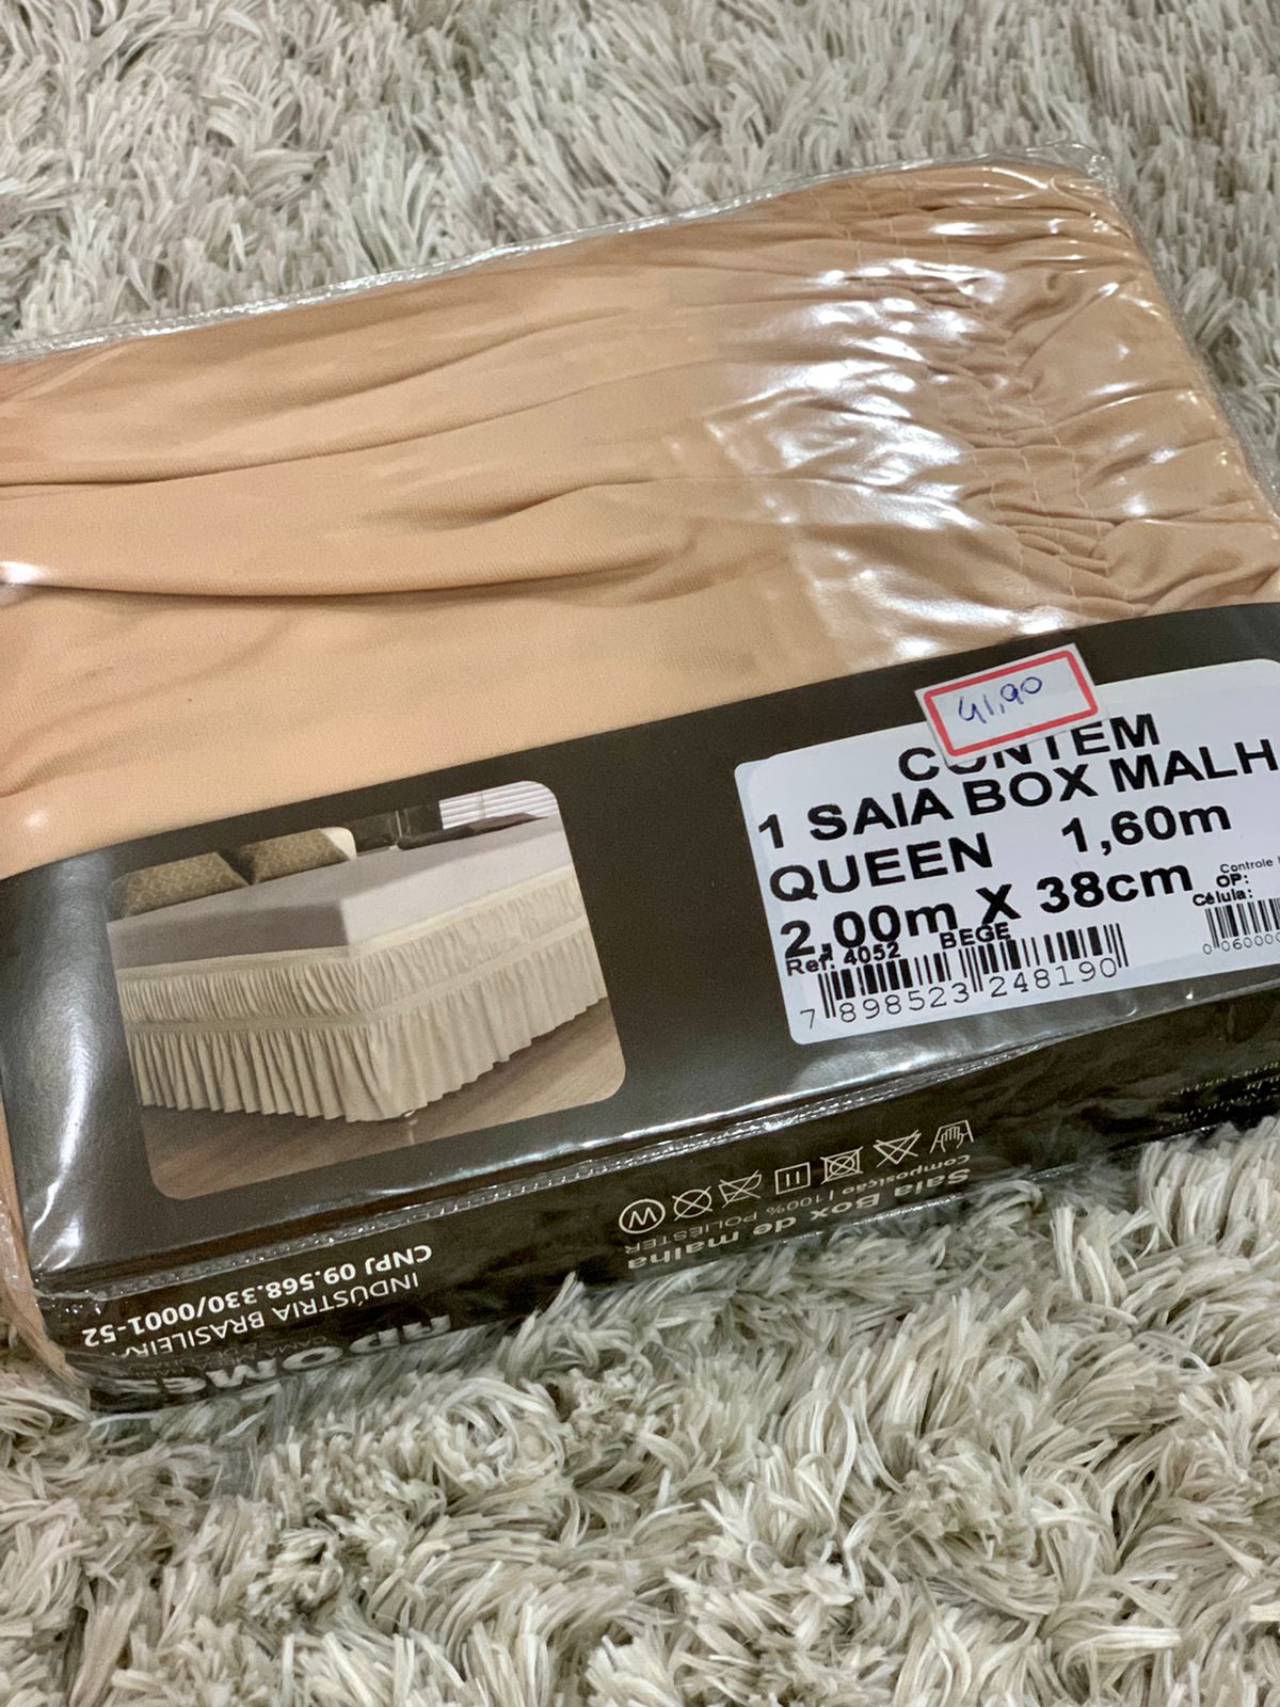 41,90
CONTEM
1 SAIA BOX MALH
QUEEN 1,60m
2,00m X 38cm
Ref: 4052 BEGE
7 898523 248190
Controle
OP:
Célula:
Saia Box de malha
Composição | 100% POLIÉSTER
W
INDÚSTRIA BRASILEIRA
CNPJ 09.568.330/0001-52